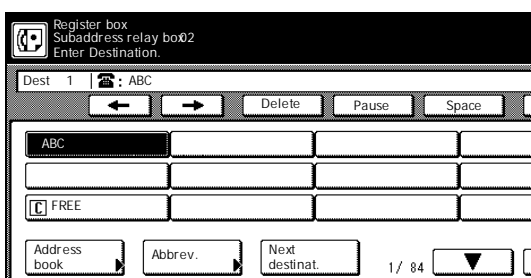 Register box
Subaddress relay box02
Enter Destination.
Dest 1 ☎: ABC
← → Delete Pause Space
ABC
C FREE
Address book Abbrev. Next destinat. 1/ 84 ▼